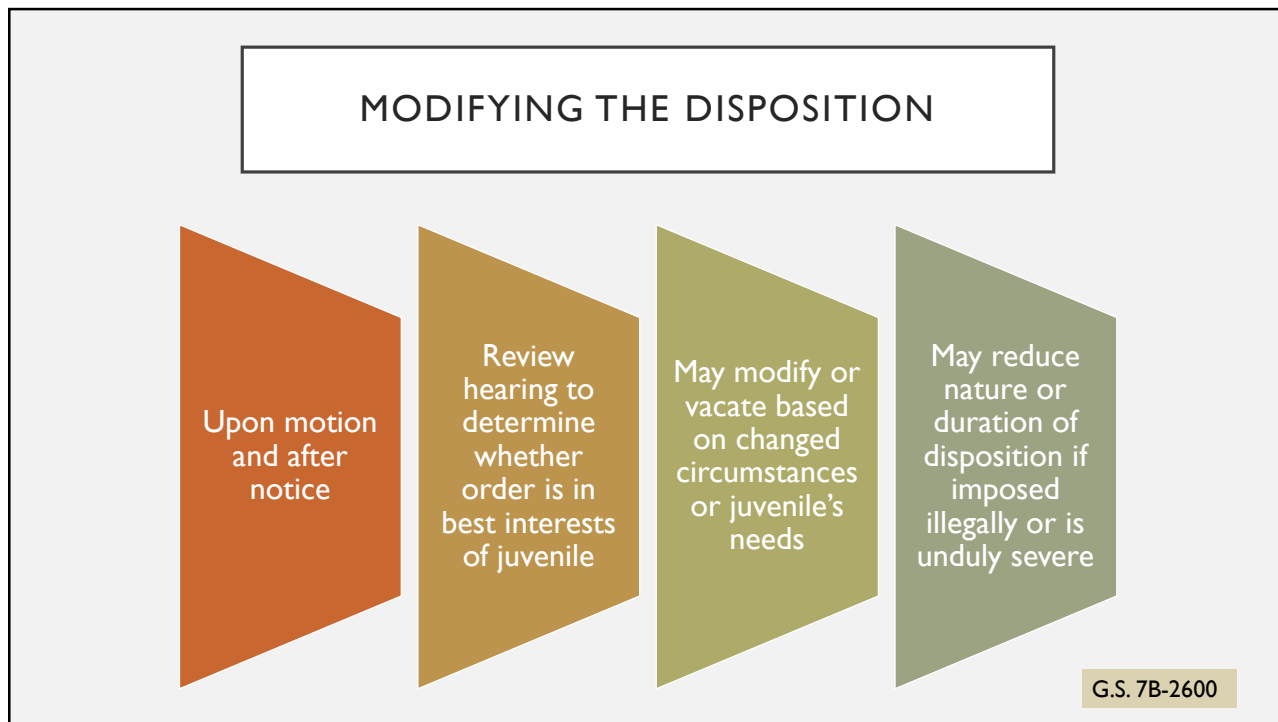 MODIFYING THE DISPOSITION
Upon motion
and after
notice
Review
hearing to
determine
whether
order is in
best interests
of juvenile
May modify or
vacate based
on changed
circumstances
or juvenile’s
needs
May reduce
nature or
duration of
disposition if
imposed
illegally or is
unduly severe
G.S. 7B-2600